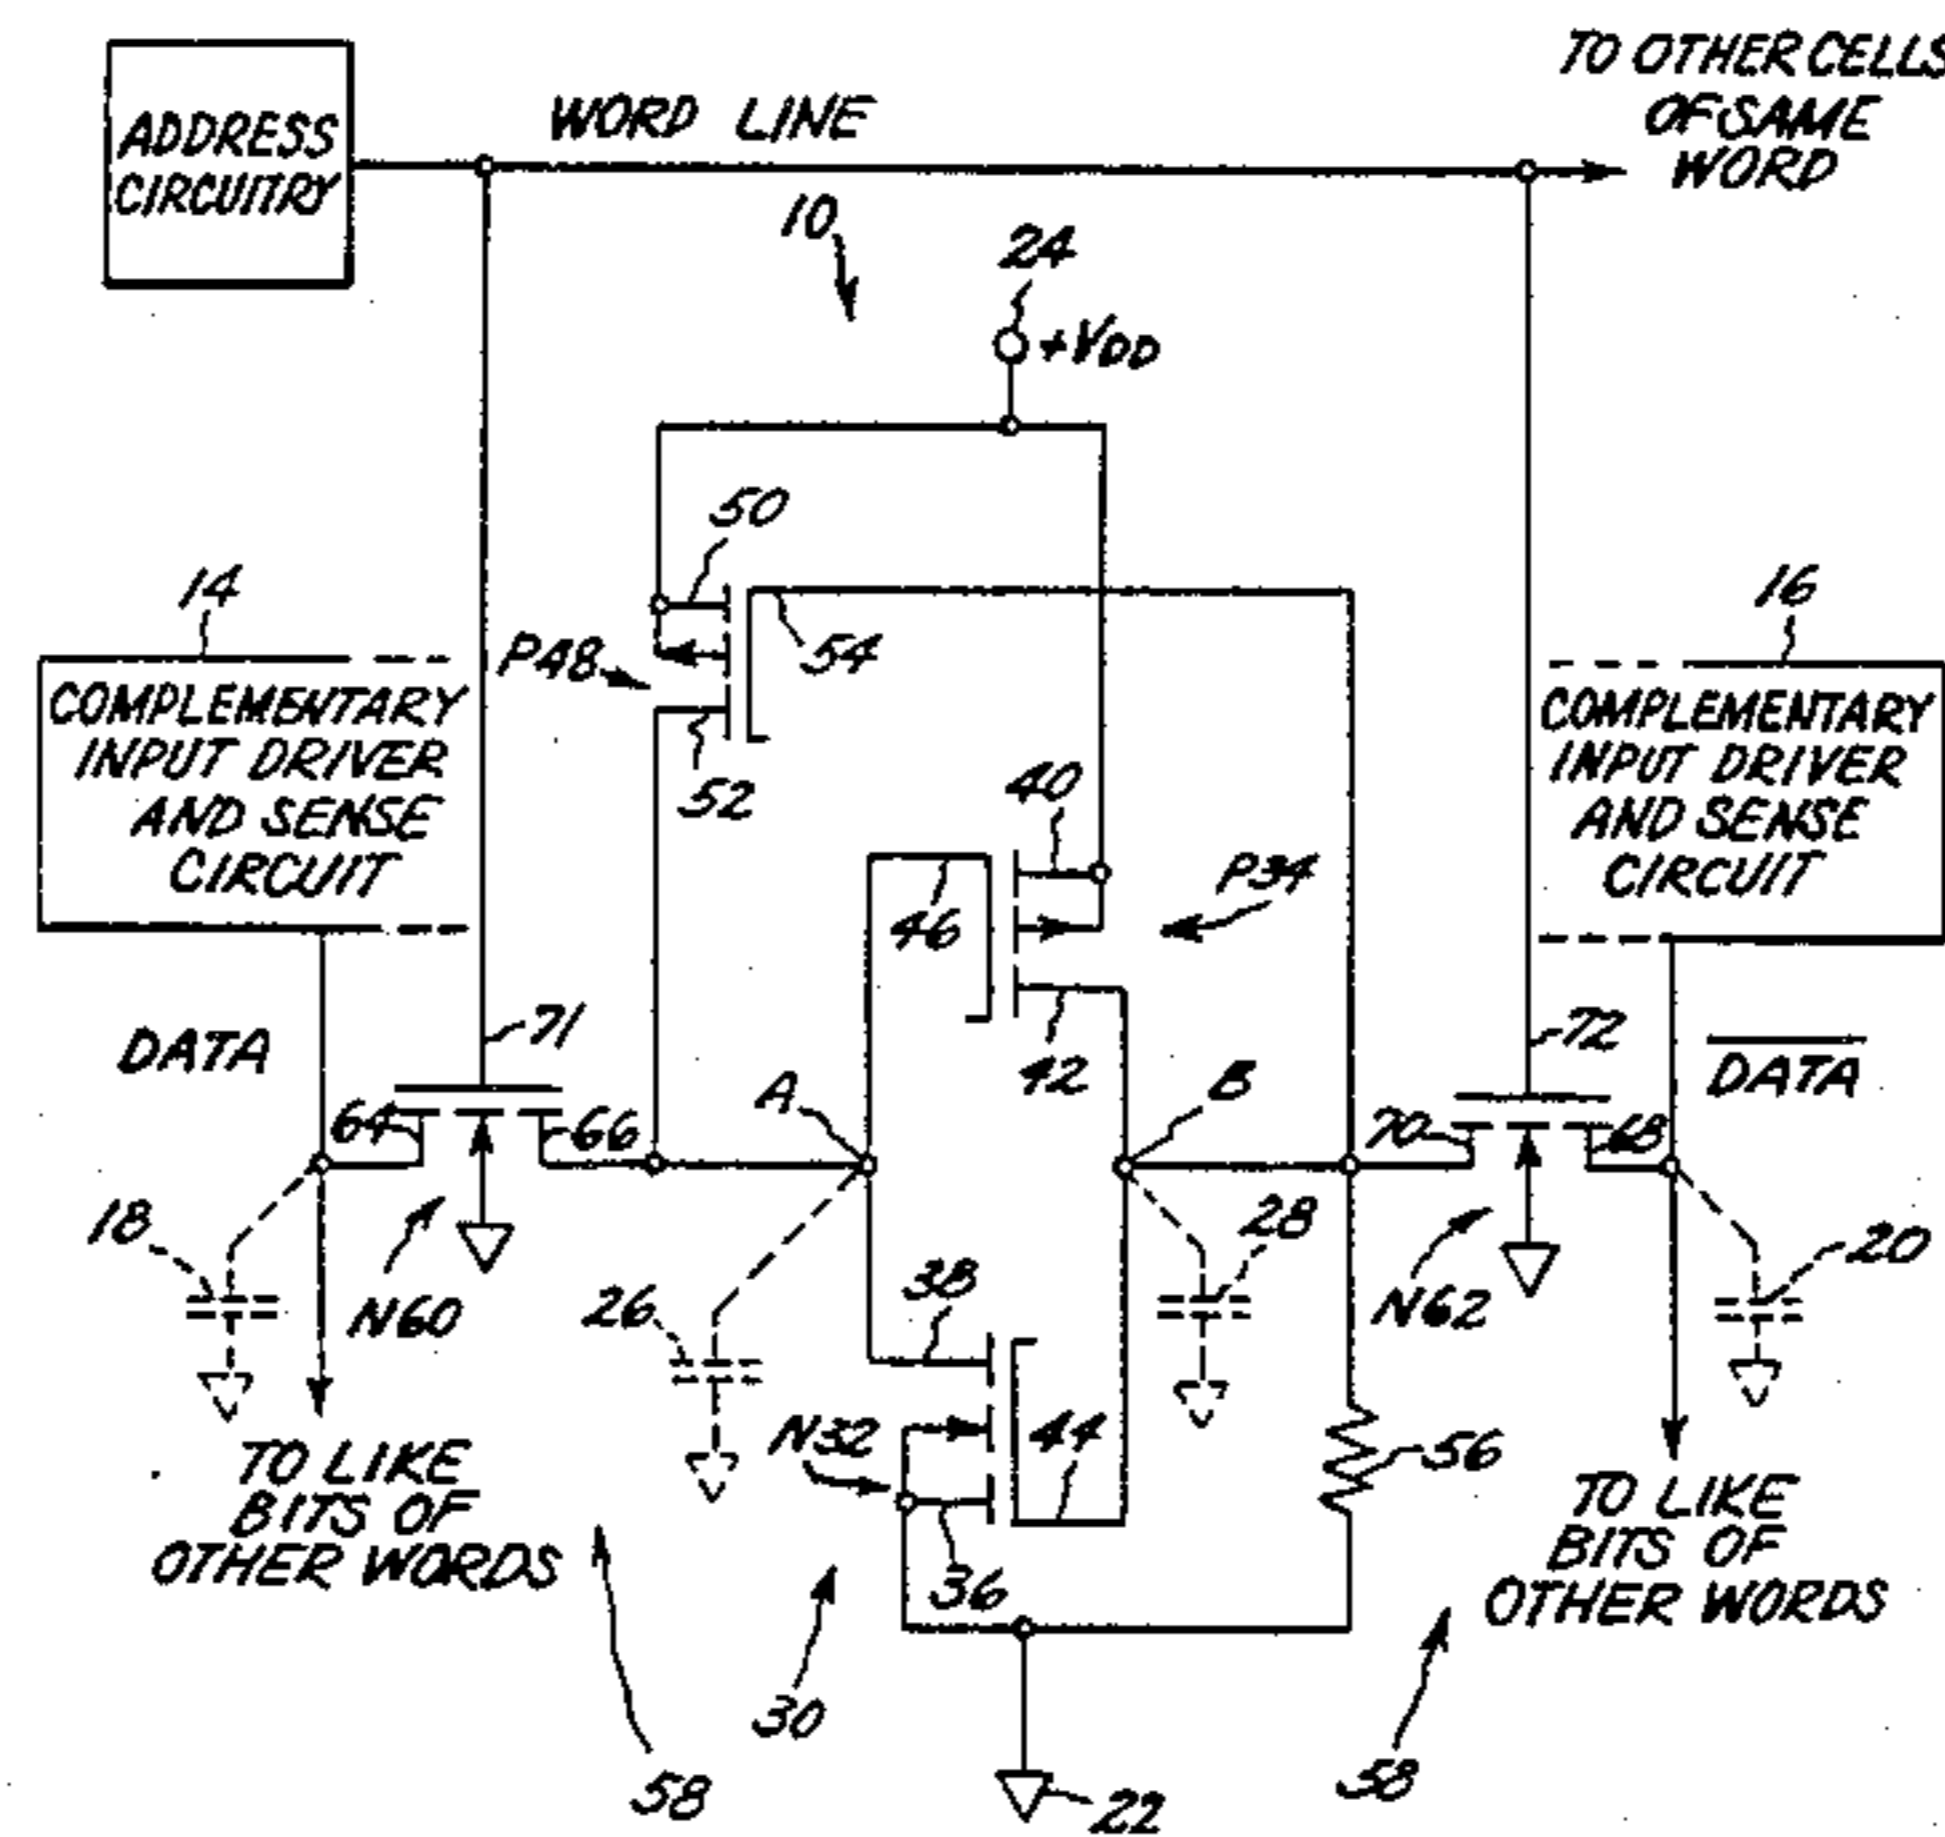 TO OTHER CELLS
OF SAME
WORD
ADDRESS
CIRCUITRY
WORD LINE
10
24
+VDD
50
14
16
P48
54
COMPLEMENTARY
INPUT DRIVER
AND SENSE
CIRCUIT
52
40
COMPLEMENTARY
INPUT DRIVER
AND SENSE
CIRCUIT
P34
46
71
72
DATA
42
DATA
A
B
64
66
70
68
18
28
20
N60
26
38
N62
N32
44
56
TO LIKE
BITS OF
OTHER WORDS
TO LIKE
BITS OF
OTHER WORDS
36
30
58
58
22